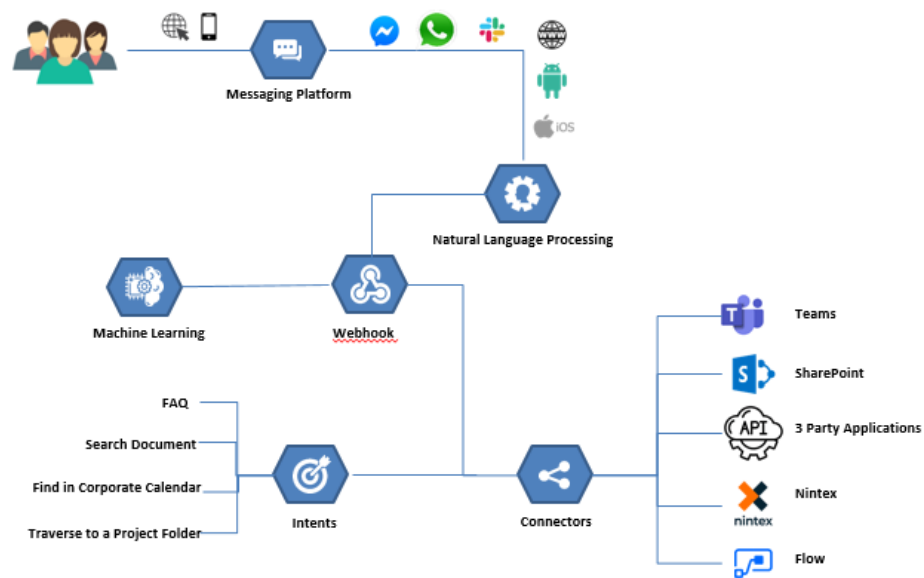 iOS
Messaging Platform
Natural Language Processing
Machine Learning
Webhook
T
Teams
FAQ
S
SharePoint
Search Document
API
3 Party Applications
Find in Corporate Calendar
Intents
Connectors
Nintex
nintex
Traverse to a Project Folder
Flow